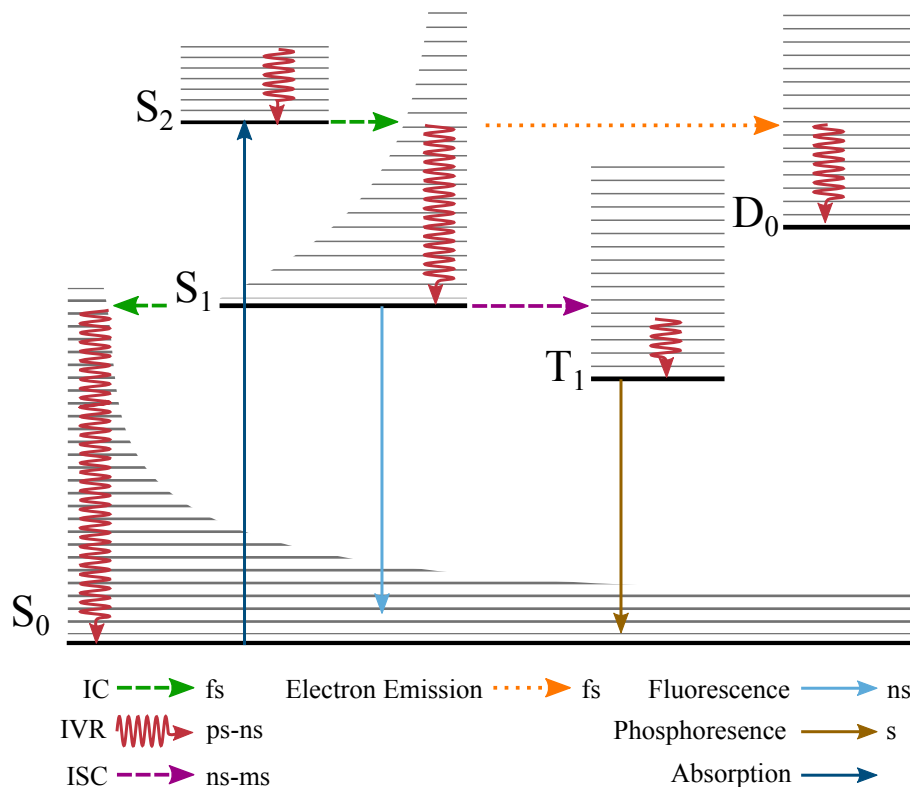 S2
D0
S1
T1
S0
IC fs
Electron Emission fs
Fluorescence ns
IVR ps-ns
Phosphoresence s
ISC ns-ms
Absorption